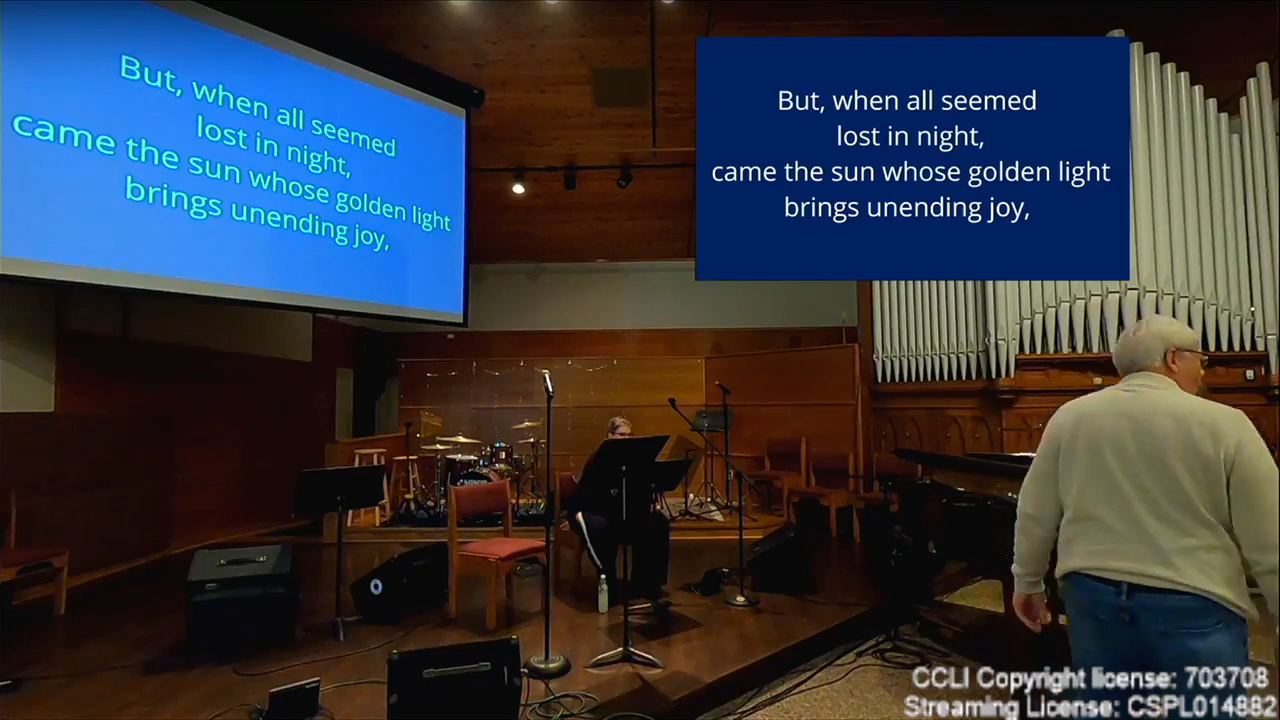 But, when all seemed
lost in night,
came the sun whose golden light
brings unending joy,
But, when all seemed
lost in night,
came the sun whose golden light
brings unending joy,
SONOR
CCLI Copyright license: 703708
Streaming License: CSPL014882